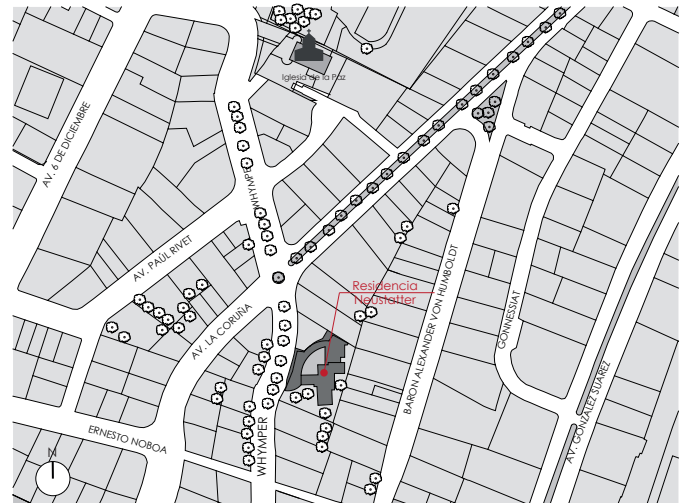 Iglesia de la Paz
AV. 6 DE DICIEMBRE
WHYMPER
AV. PAÚL RIVET
Residencia
Neustatter
AV. LA CORUÑA
BARON ALEXANDER VON HUMBOLDT
GONNESSIAT
AV. GONZÁLEZ SUÁREZ
ERNESTO NOBOA
WHYMPER
N